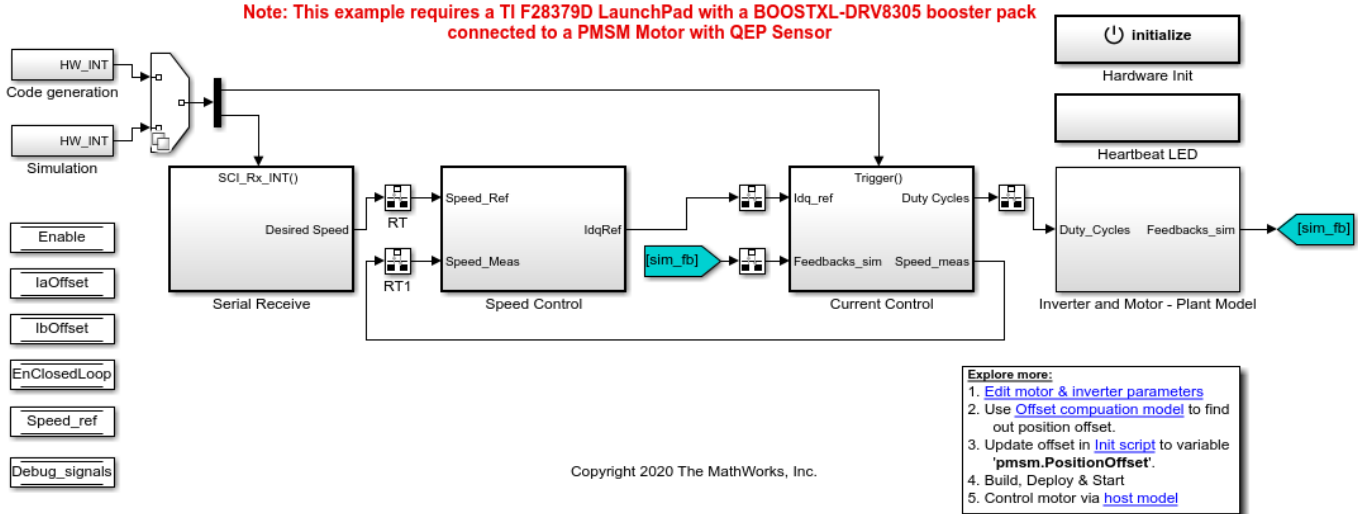 Note: This example requires a TI F28379D LaunchPad with a BOOSTXL-DRV8305 booster pack
connected to a PMSM Motor with QEP Sensor
HW_INT
Code generation
HW_INT
Simulation
initialize
Hardware Init
Heartbeat LED
SCI_Rx_INT()
Desired Speed
Serial Receive
RT
RT1
Speed_Ref
IdqRef
Speed_Meas
Speed Control
[sim_fb]
Trigger()
Idq_ref
Duty Cycles
Feedbacks_sim
Speed_meas
Current Control
Duty_Cycles
Feedbacks_sim
Inverter and Motor - Plant Model
[sim_fb]
Enable
IaOffset
IbOffset
EnClosedLoop
Speed_ref
Debug_signals
Copyright 2020 The MathWorks, Inc.
Explore more:
1. Edit motor & inverter parameters
2. Use Offset compuation model to find
out position offset.
3. Update offset in Init script to variable
'pmsm.PositionOffset'.
4. Build, Deploy & Start
5. Control motor via host model